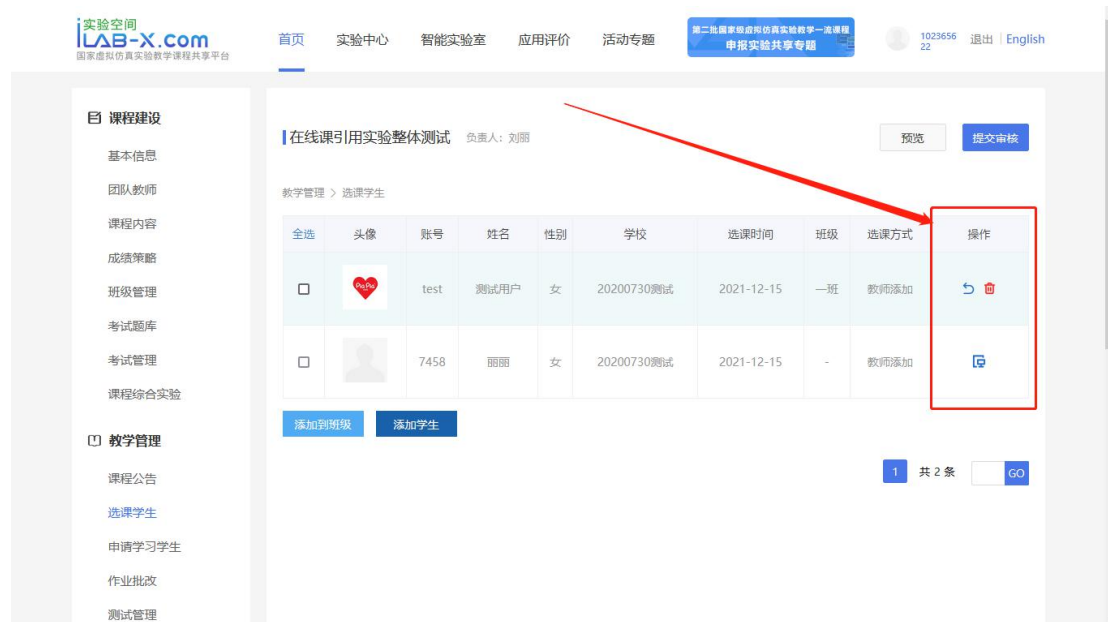 实验空间
iLAB-X.com
国家虚拟仿真实验教学课程共享平台
首页 实验中心 智能实验室 应用评价 活动专题
第二批国家级虚拟仿真实验教学一流课程
申报实验共享专题
1023656
22
退出 English
课程建设
基本信息
团队教师
课程内容
成绩策略
班级管理
考试题库
考试管理
课程综合实验
教学管理
课程公告
选课学生
申请学习学生
作业批改
测试管理
在线课引用实验整体测试 负责人: 刘丽 预览 提交审核
教学管理 > 选课学生
全选 头像 账号 姓名 性别 学校 选课时间 班级 选课方式 操作
test 测试用户 女 20200730测试 2021-12-15 一班 教师添加
7458 丽丽 女 20200730测试 2021-12-15 - 教师添加
添加到班级 添加学生
1 共 2 条 GO